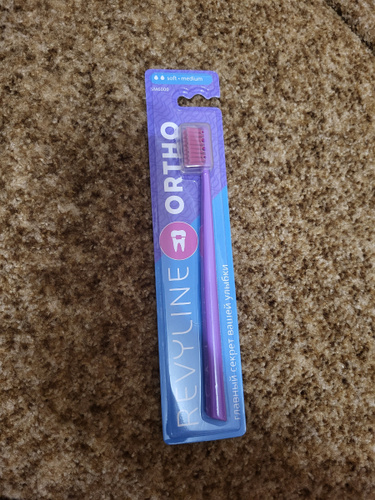 soft • medium
REVYLINE ORTHO
главный секрет вашей улыбки